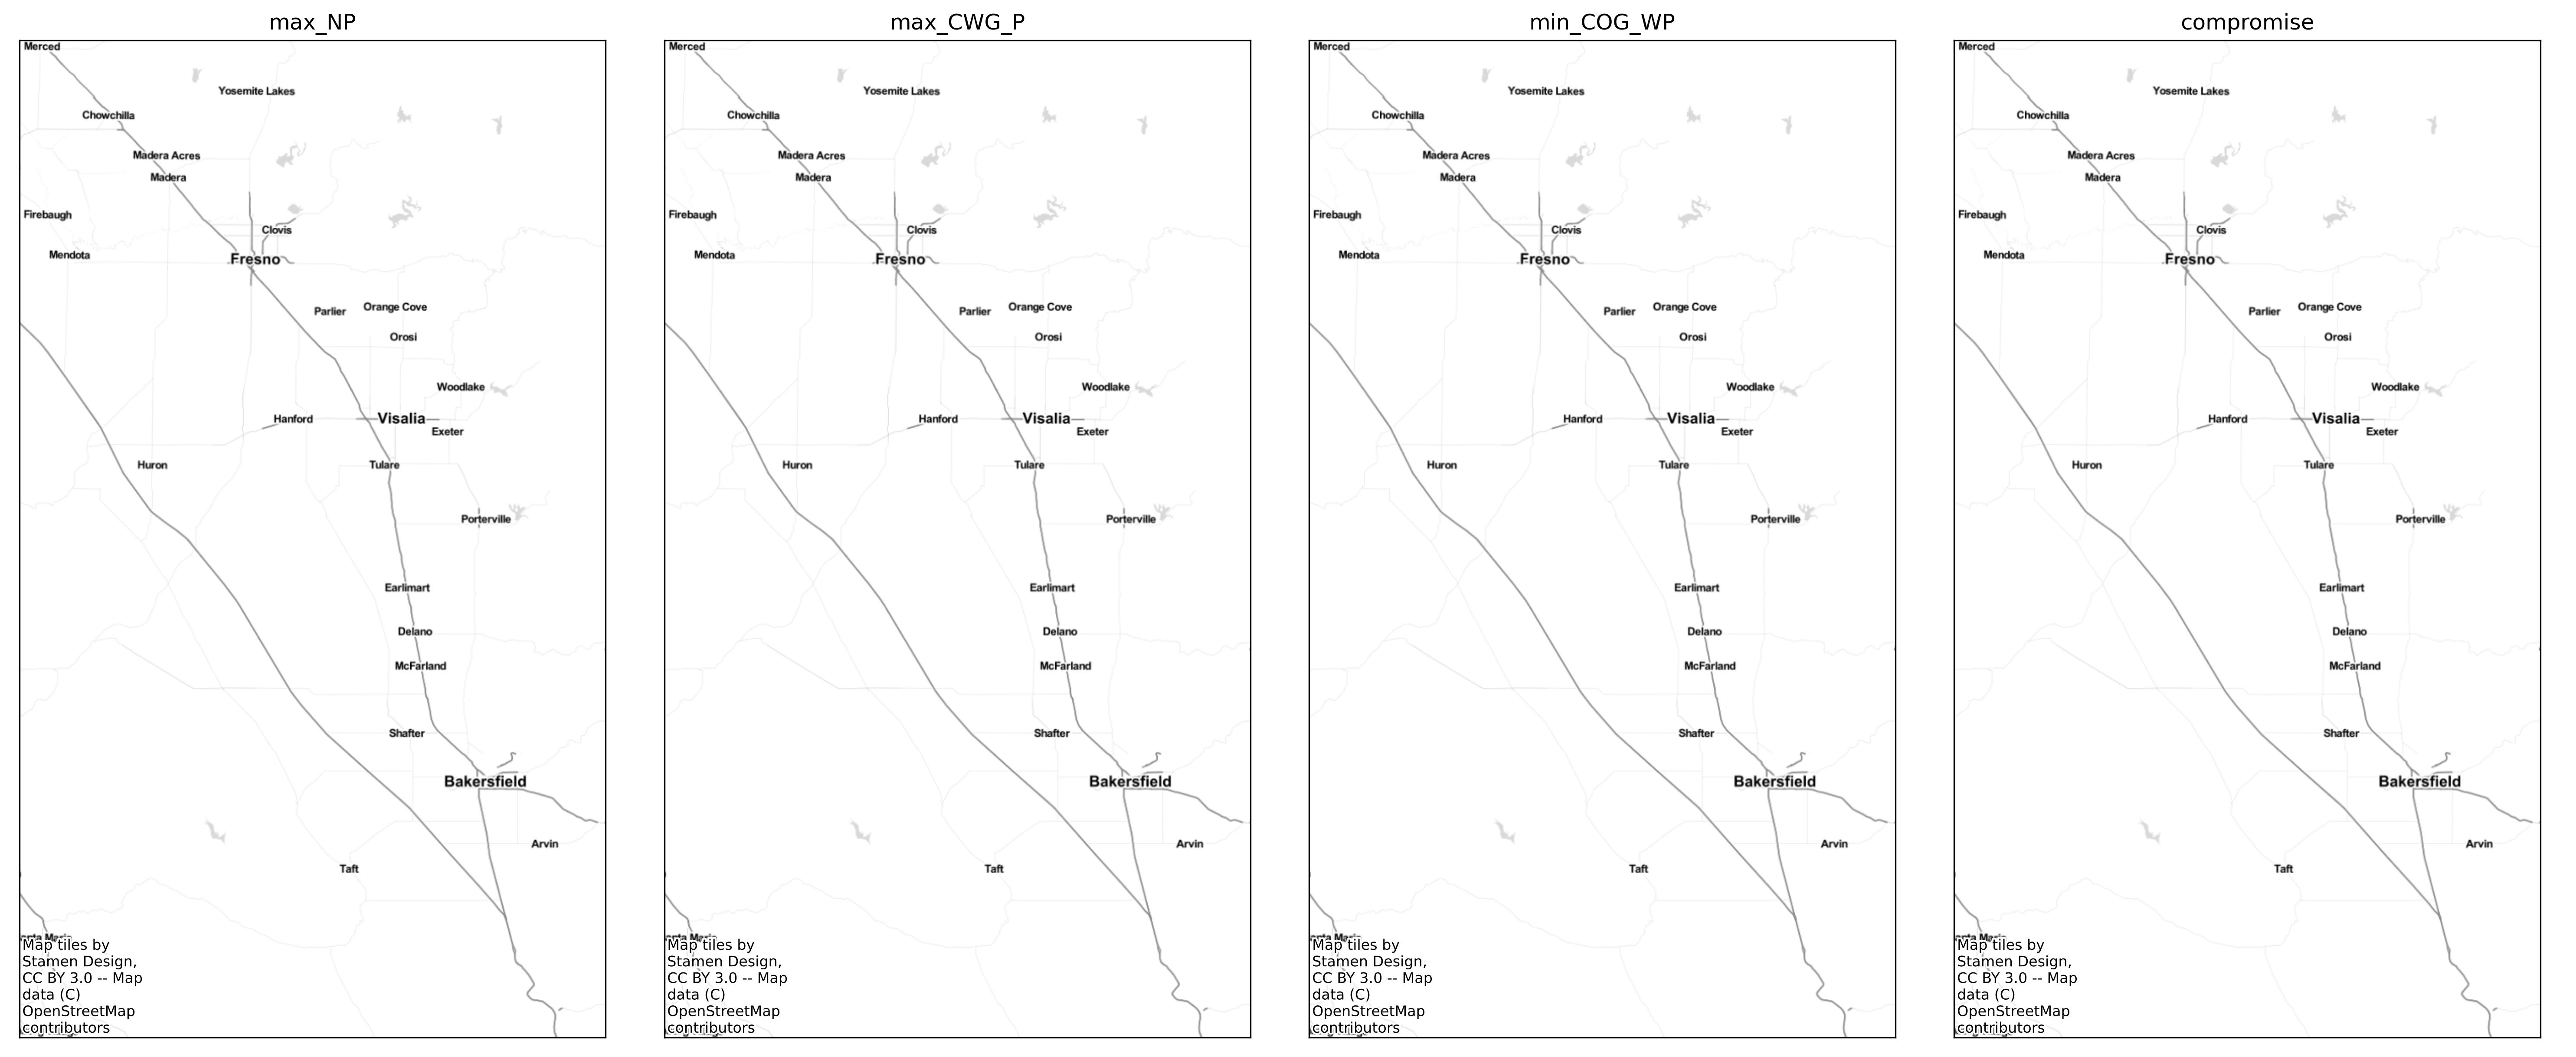 max_NP
Merced
Yosemite Lakes
Chowchilla
Madera Acres
Madera
Firebaugh
Clovis
Mendota
Fresno
Orange Cove
Parlier
Orosi
Woodlake
Hanford
Visalia
Exeter
Huron
Tulare
Porterville
Earlimart
Delano
McFarland
Shafter
Bakersfield
Arvin
Taft
Map tiles by
Stamen Design,
CC BY 3.0 -- Map
data (C)
OpenStreetMap
contributors
max_CWG_P
Merced
Yosemite Lakes
Chowchilla
Madera Acres
Madera
Firebaugh
Clovis
Mendota
Fresno
Orange Cove
Parlier
Orosi
Woodlake
Hanford
Visalia
Exeter
Huron
Tulare
Porterville
Earlimart
Delano
McFarland
Shafter
Bakersfield
Arvin
Taft
Map tiles by
Stamen Design,
CC BY 3.0 -- Map
data (C)
OpenStreetMap
contributors
min_COG_WP
Merced
Yosemite Lakes
Chowchilla
Madera Acres
Madera
Firebaugh
Clovis
Mendota
Fresno
Orange Cove
Parlier
Orosi
Woodlake
Hanford
Visalia
Exeter
Huron
Tulare
Porterville
Earlimart
Delano
McFarland
Shafter
Bakersfield
Arvin
Taft
Map tiles by
Stamen Design,
CC BY 3.0 -- Map
data (C)
OpenStreetMap
contributors
compromise
Merced
Yosemite Lakes
Chowchilla
Madera Acres
Madera
Firebaugh
Clovis
Mendota
Fresno
Orange Cove
Parlier
Orosi
Woodlake
Hanford
Visalia
Exeter
Huron
Tulare
Porterville
Earlimart
Delano
McFarland
Shafter
Bakersfield
Arvin
Taft
Map tiles by
Stamen Design,
CC BY 3.0 -- Map
data (C)
OpenStreetMap
contributors